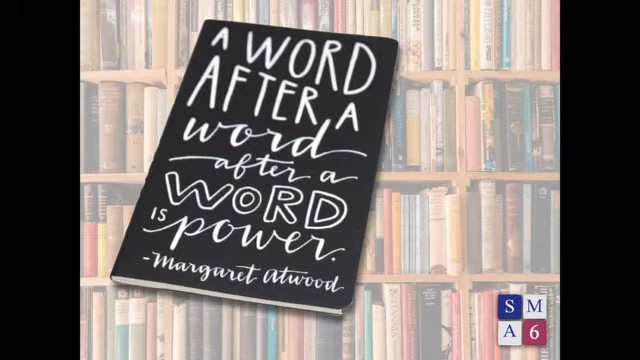 A WORD
AFTER A
word
after a
WORD
IS power.
-Margaret Atwood
S M
A 6